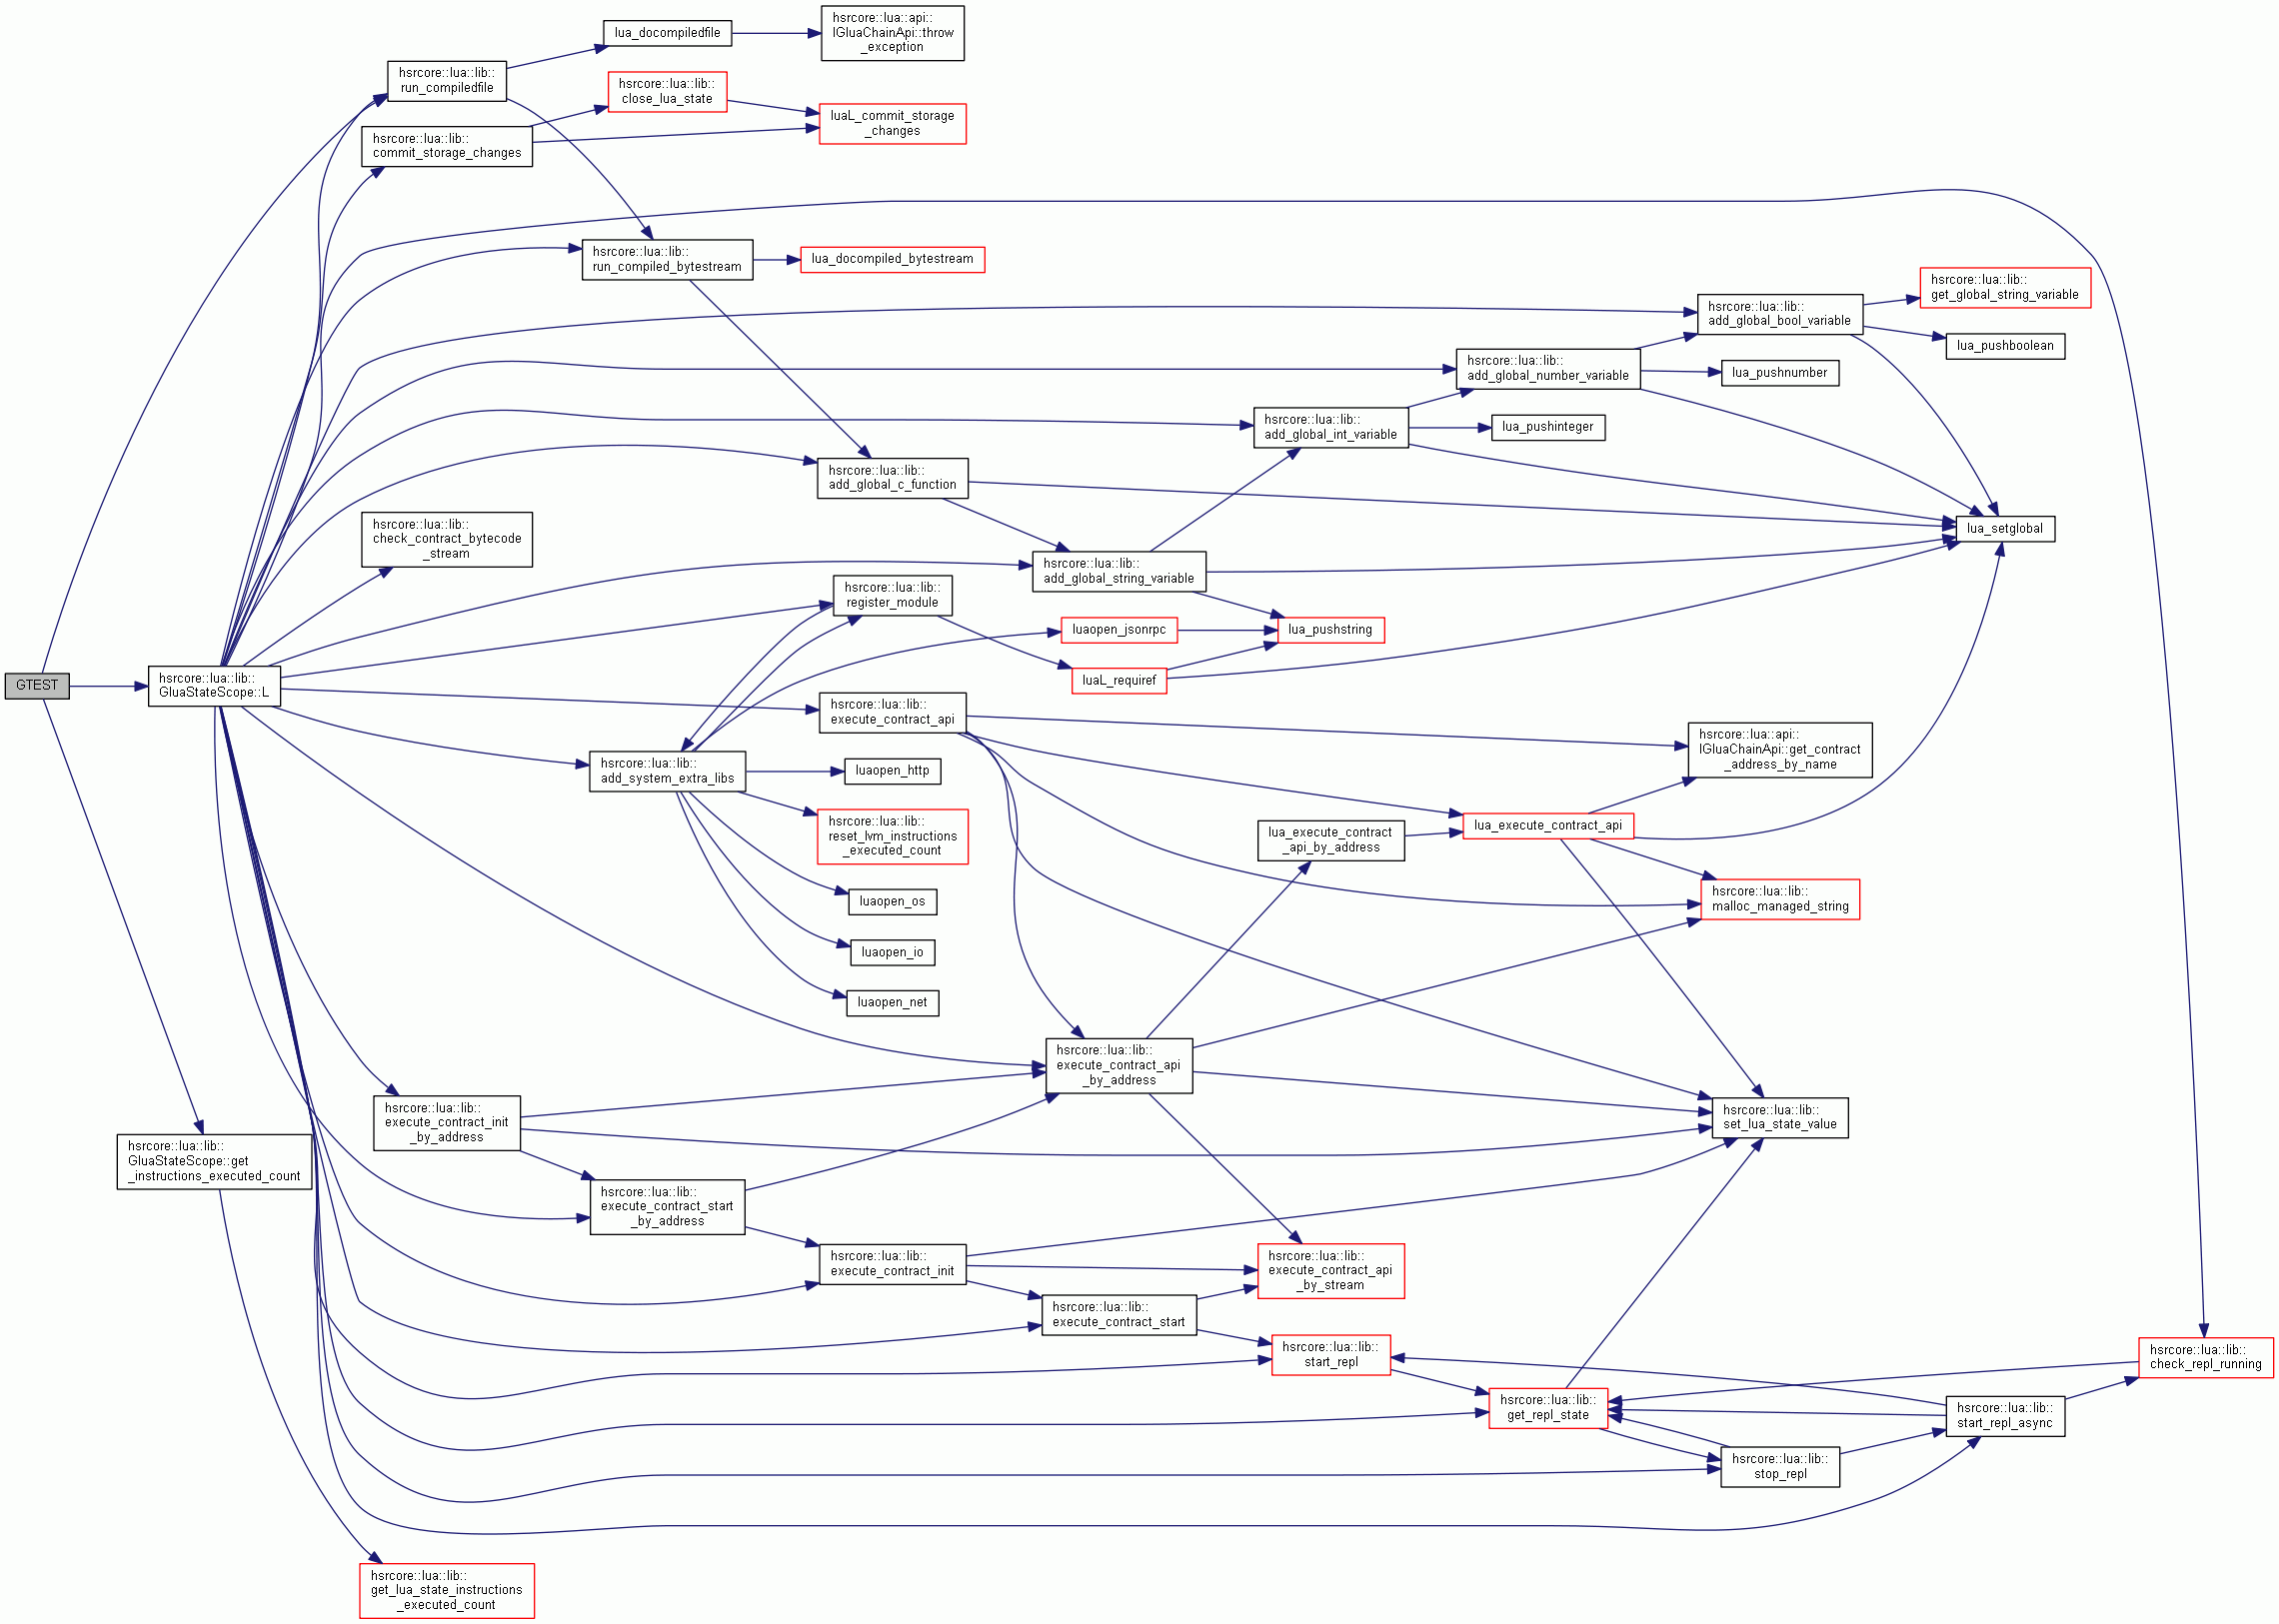 lua_docompiledfile
hsrcore::lua::api::
IGluaChainApi::throw
_exception
hsrcore::lua::lib::
run_compiledfile
hsrcore::lua::lib::
close_lua_state
luaL_commit_storage
_changes
hsrcore::lua::lib::
commit_storage_changes
hsrcore::lua::lib::
run_compiled_bytestream
lua_docompiled_bytestream
hsrcore::lua::lib::
get_global_string_variable
hsrcore::lua::lib::
add_global_bool_variable
lua_pushboolean
hsrcore::lua::lib::
add_global_number_variable
lua_pushnumber
hsrcore::lua::lib::
add_global_int_variable
lua_pushinteger
hsrcore::lua::lib::
add_global_c_function
lua_setglobal
hsrcore::lua::lib::
check_contract_bytecode
_stream
hsrcore::lua::lib::
add_global_string_variable
hsrcore::lua::lib::
register_module
luaopen_jsonrpc
lua_pushstring
luaL_requiref
GTEST
hsrcore::lua::lib::
GluaStateScope::L
hsrcore::lua::lib::
execute_contract_api
hsrcore::lua::api::
IGluaChainApi::get_contract
_address_by_name
hsrcore::lua::lib::
add_system_extra_libs
luaopen_http
hsrcore::lua::lib::
reset_lvm_instructions
_executed_count
lua_execute_contract
_api_by_address
lua_execute_contract_api
luaopen_os
hsrcore::lua::lib::
malloc_managed_string
luaopen_io
luaopen_net
hsrcore::lua::lib::
execute_contract_api
_by_address
hsrcore::lua::lib::
execute_contract_init
_by_address
hsrcore::lua::lib::
set_lua_state_value
hsrcore::lua::lib::
GluaStateScope::get
_instructions_executed_count
hsrcore::lua::lib::
execute_contract_start
_by_address
hsrcore::lua::lib::
execute_contract_init
hsrcore::lua::lib::
execute_contract_api
_by_stream
hsrcore::lua::lib::
execute_contract_start
hsrcore::lua::lib::
start_repl
hsrcore::lua::lib::
check_repl_running
hsrcore::lua::lib::
get_repl_state
hsrcore::lua::lib::
start_repl_async
hsrcore::lua::lib::
stop_repl
hsrcore::lua::lib::
get_lua_state_instructions
_executed_count